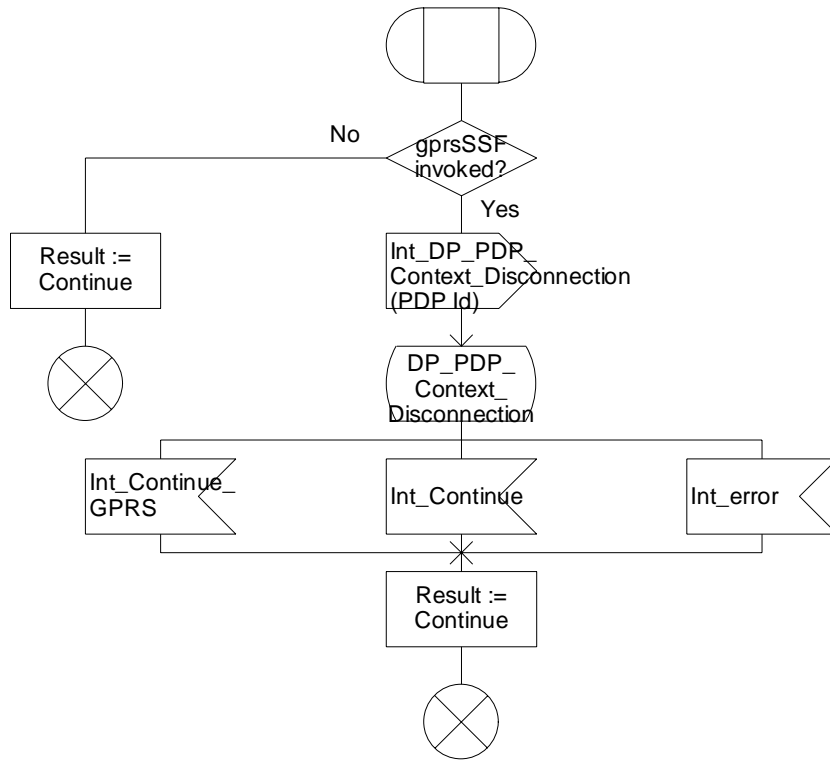 gprsSSF
invoked?
No
Yes
Result :=
Continue
Int_DP_PDP_
Context_Disconnection
(PDP Id)
DP_PDP_
Context_
Disconnection
Int_Continue_
GPRS
Int_Continue
Int_error
Result :=
Continue